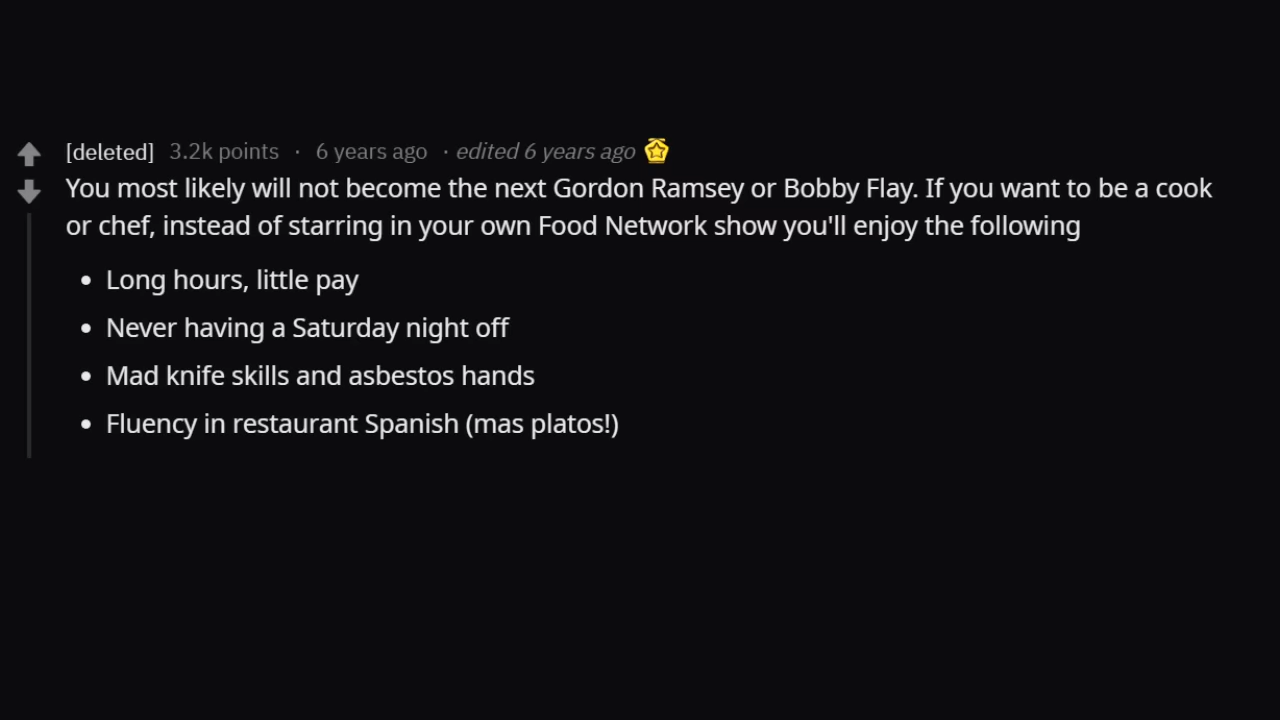 [deleted] 3.2k points · 6 years ago · edited 6 years ago
You most likely will not become the next Gordon Ramsey or Bobby Flay. If you want to be a cook
or chef, instead of starring in your own Food Network show you'll enjoy the following
• Long hours, little pay
• Never having a Saturday night off
• Mad knife skills and asbestos hands
• Fluency in restaurant Spanish (mas platos!)